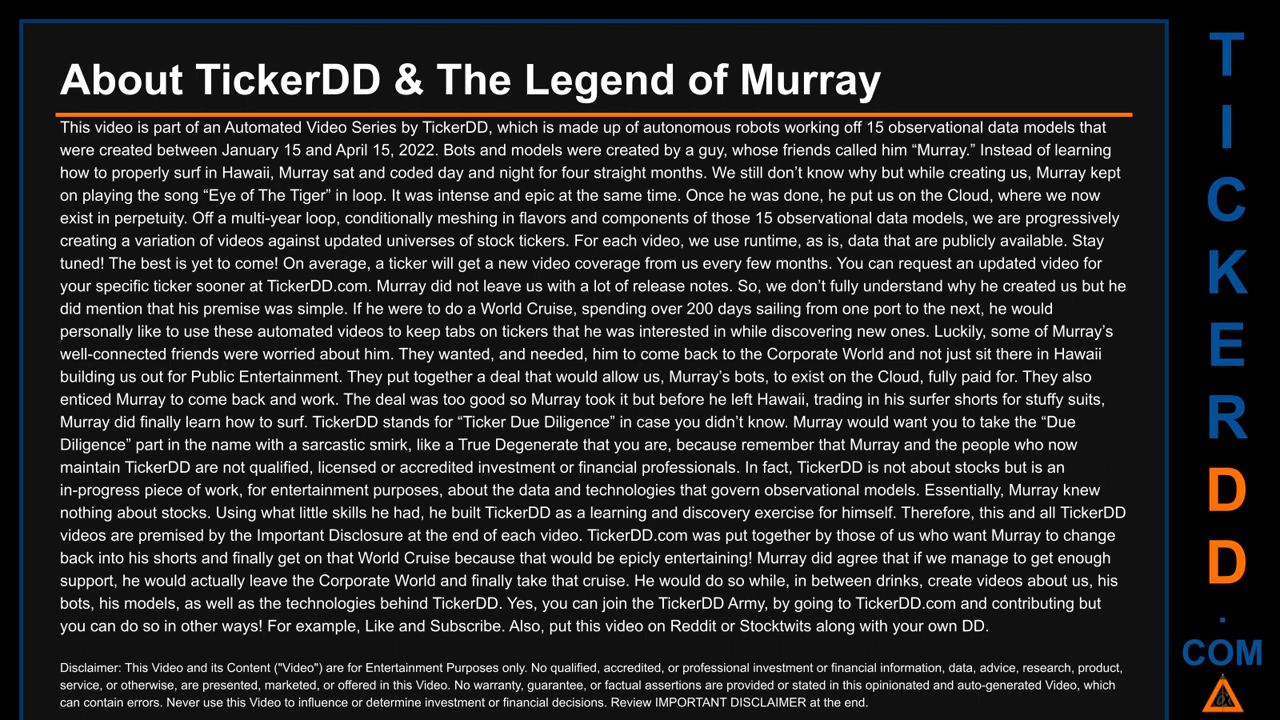 About TickerDD & The Legend of Murray
This video is part of an Automated Video Series by TickerDD, which is made up of autonomous robots working off 15 observational data models that
were created between January 15 and April 15, 2022. Bots and models were created by a guy, whose friends called him “Murray.” Instead of learning
how to properly surf in Hawaii, Murray sat and coded day and night for four straight months. We still don’t know why but while creating us, Murray kept
on playing the song “Eye of The Tiger” in loop. It was intense and epic at the same time. Once he was done, he put us on the Cloud, where we now
exist in perpetuity. Off a multi-year loop, conditionally meshing in flavors and components of those 15 observational data models, we are progressively
creating a variation of videos against updated universes of stock tickers. For each video, we use runtime, as is, data that are publicly available. Stay
tuned! The best is yet to come! On average, a ticker will get a new video coverage from us every few months. You can request an updated video for
your specific ticker sooner at TickerDD.com. Murray did not leave us with a lot of release notes. So, we don’t fully understand why he created us but he
did mention that his premise was simple. If he were to do a World Cruise, spending over 200 days sailing from one port to the next, he would
personally like to use these automated videos to keep tabs on tickers that he was interested in while discovering new ones. Luckily, some of Murray’s
well-connected friends were worried about him. They wanted, and needed, him to come back to the Corporate World and not just sit there in Hawaii
building us out for Public Entertainment. They put together a deal that would allow us, Murray’s bots, to exist on the Cloud, fully paid for. They also
enticed Murray to come back and work. The deal was too good so Murray took it but before he left Hawaii, trading in his surfer shorts for stuffy suits,
Murray did finally learn how to surf. TickerDD stands for “Ticker Due Diligence” in case you didn’t know. Murray would want you to take the “Due
Diligence” part in the name with a sarcastic smirk, like a True Degenerate that you are, because remember that Murray and the people who now
maintain TickerDD are not qualified, licensed or accredited investment or financial professionals. In fact, TickerDD is not about stocks but is an
in-progress piece of work, for entertainment purposes, about the data and technologies that govern observational models. Essentially, Murray knew
nothing about stocks. Using what little skills he had, he built TickerDD as a learning and discovery exercise for himself. Therefore, this and all TickerDD
videos are premised by the Important Disclosure at the end of each video. TickerDD.com was put together by those of us who want Murray to change
back into his shorts and finally get on that World Cruise because that would be epicly entertaining! Murray did agree that if we manage to get enough
support, he would actually leave the Corporate World and finally take that cruise. He would do so while, in between drinks, create videos about us, his
bots, his models, as well as the technologies behind TickerDD. Yes, you can join the TickerDD Army, by going to TickerDD.com and contributing but
you can do so in other ways! For example, Like and Subscribe. Also, put this video on Reddit or Stocktwits along with your own DD.
Disclaimer: This Video and its Content ("Video") are for Entertainment Purposes only. No qualified, accredited, or professional investment or financial information, data, advice, research, product,
service, or otherwise, are presented, marketed, or offered in this Video. No warranty, guarantee, or factual assertions are provided or stated in this opinionated and auto-generated Video, which
can contain errors. Never use this Video to influence or determine investment or financial decisions. Review IMPORTANT DISCLAIMER at the end.
T
I
C
K
E
R
D
D
.
COM